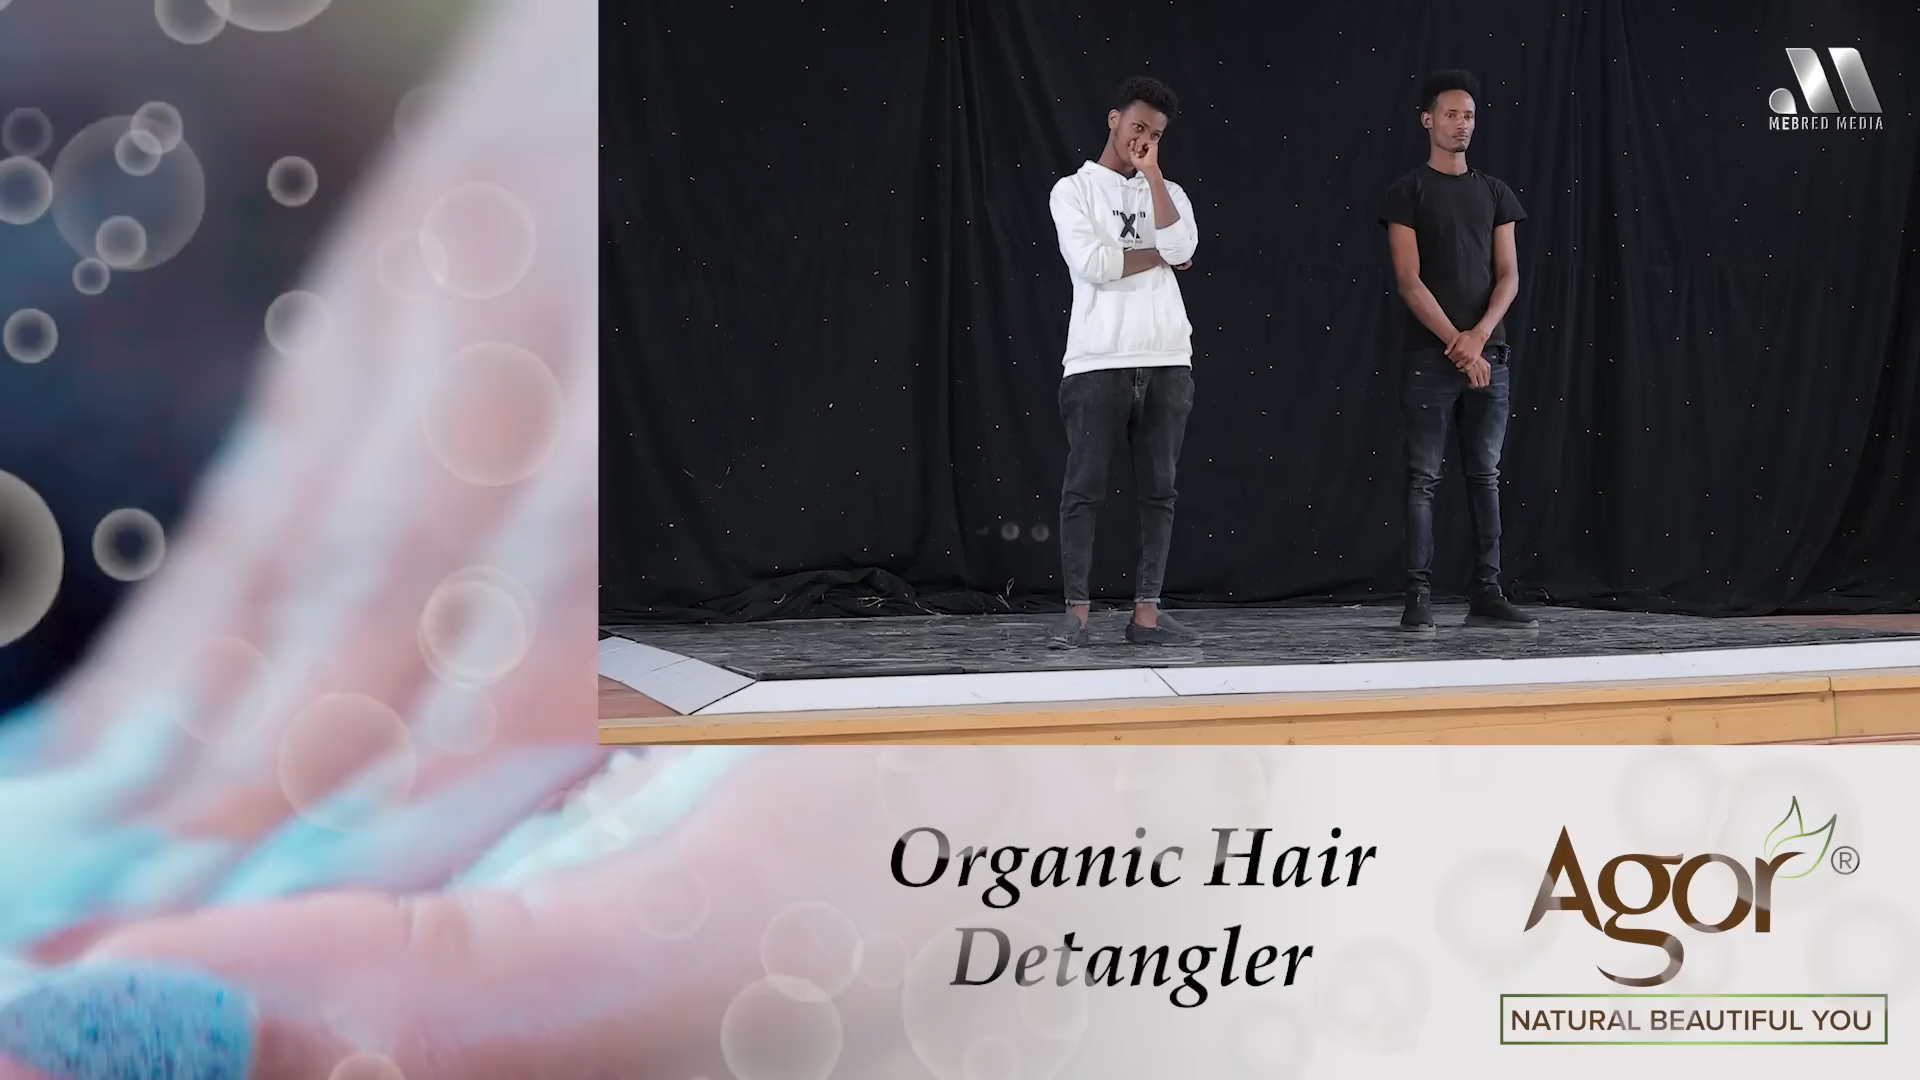 MEBRED MEDIA
"X"
Organic Hair
Detangler
Agor®
NATURAL BEAUTIFUL YOU